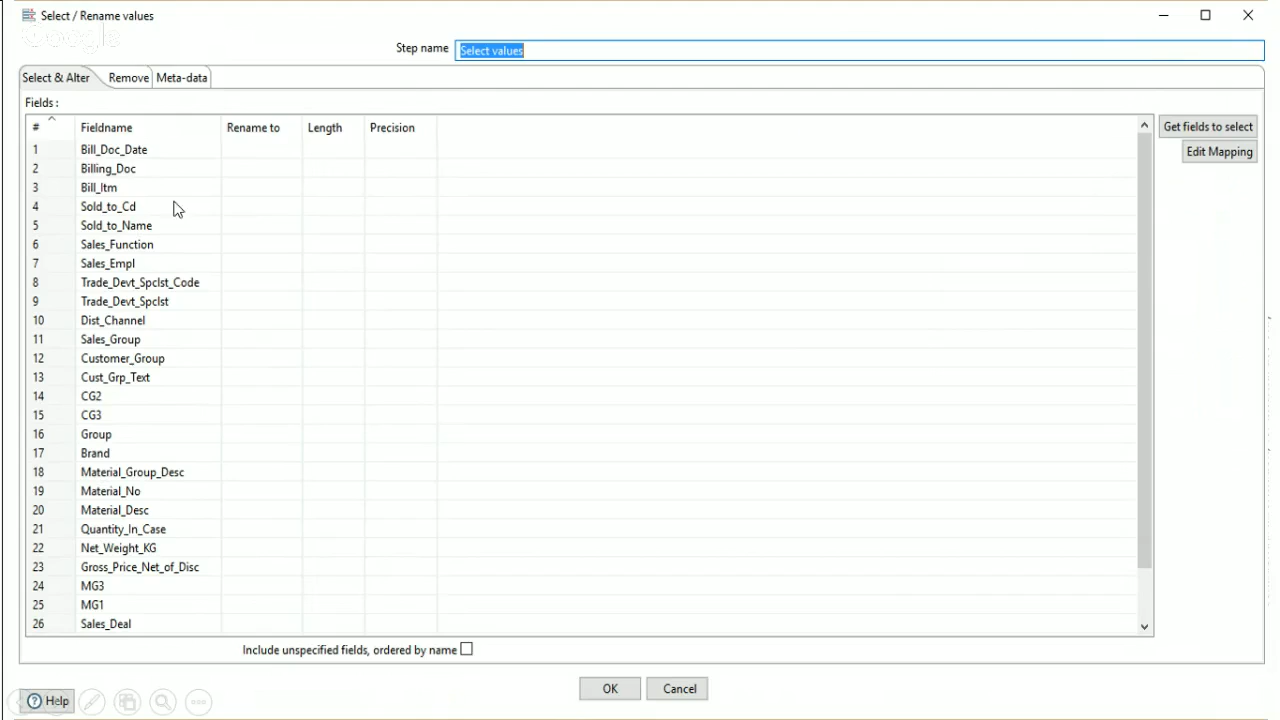 Select / Rename values
Google
Step name Select values
Select & Alter Remove Meta-data
Fields :
# Fieldname Rename to Length Precision
Get fields to select
Edit Mapping
1 Bill_Doc_Date
2 Billing_Doc
3 Bill_Itm
4 Sold_to_Cd
5 Sold_to_Name
6 Sales_Function
7 Sales_Empl
8 Trade_Devt_Spclst_Code
9 Trade_Devt_Spclst
10 Dist_Channel
11 Sales_Group
12 Customer_Group
13 Cust_Grp_Text
14 CG2
15 CG3
16 Group
17 Brand
18 Material_Group_Desc
19 Material_No
20 Material_Desc
21 Quantity_In_Case
22 Net_Weight_KG
23 Gross_Price_Net_of_Disc
24 MG3
25 MG1
26 Sales_Deal
Include unspecified fields, ordered by name
Help OK Cancel